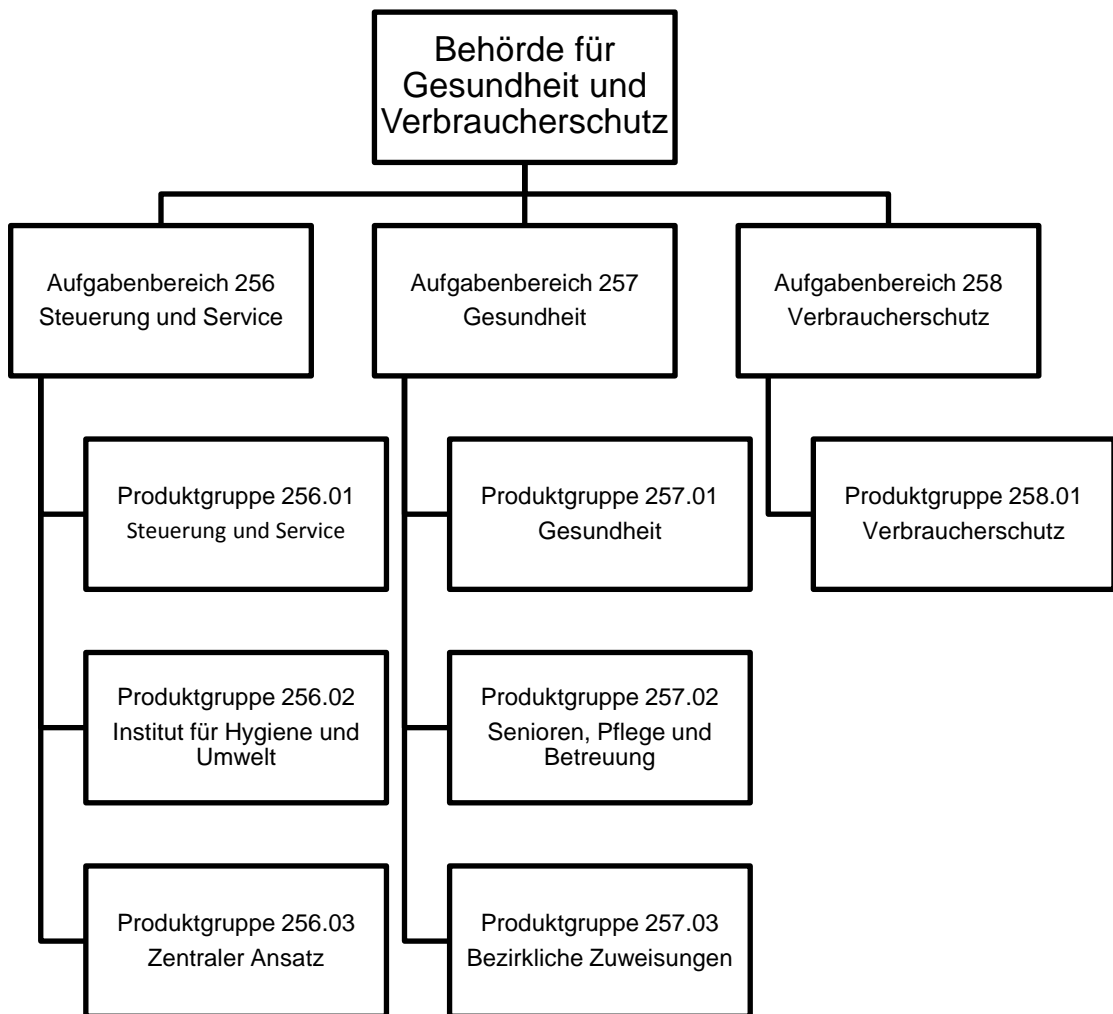 Behörde für
Gesundheit und
Verbraucherschutz
Aufgabenbereich 256
Steuerung und Service
Aufgabenbereich 257
Gesundheit
Aufgabenbereich 258
Verbraucherschutz
Produktgruppe 256.01
Steuerung und Service
Produktgruppe 257.01
Gesundheit
Produktgruppe 258.01
Verbraucherschutz
Produktgruppe 256.02
Institut für Hygiene und
Umwelt
Produktgruppe 257.02
Senioren, Pflege und
Betreuung
Produktgruppe 256.03
Zentraler Ansatz
Produktgruppe 257.03
Bezirkliche Zuweisungen